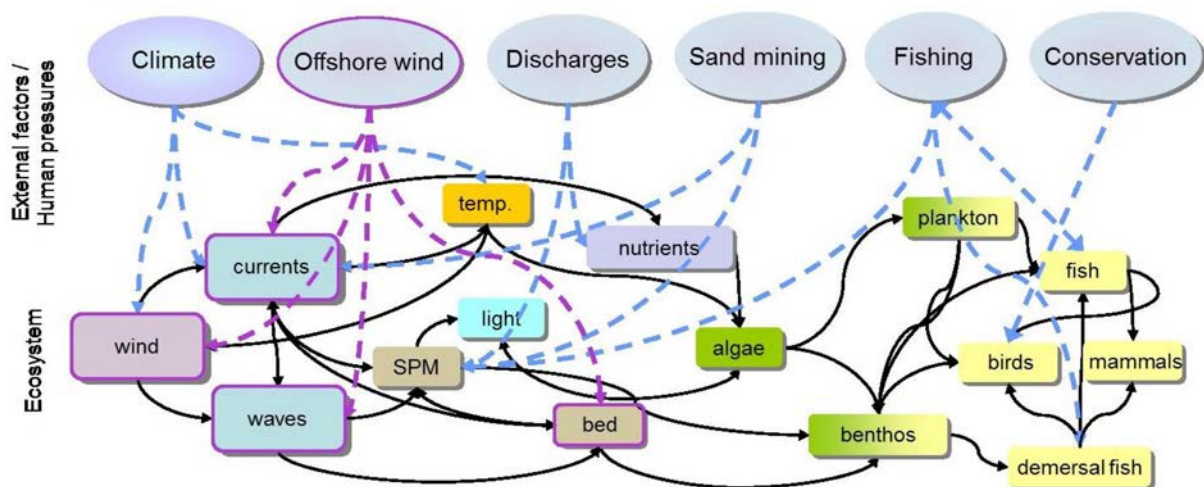 External factors /
Human pressures
Climate
Offshore wind
Discharges
Sand mining
Fishing
Conservation
Ecosystem
temp.
plankton
nutrients
currents
fish
light
wind
algae
SPM
birds
mammals
waves
bed
benthos
demersal fish